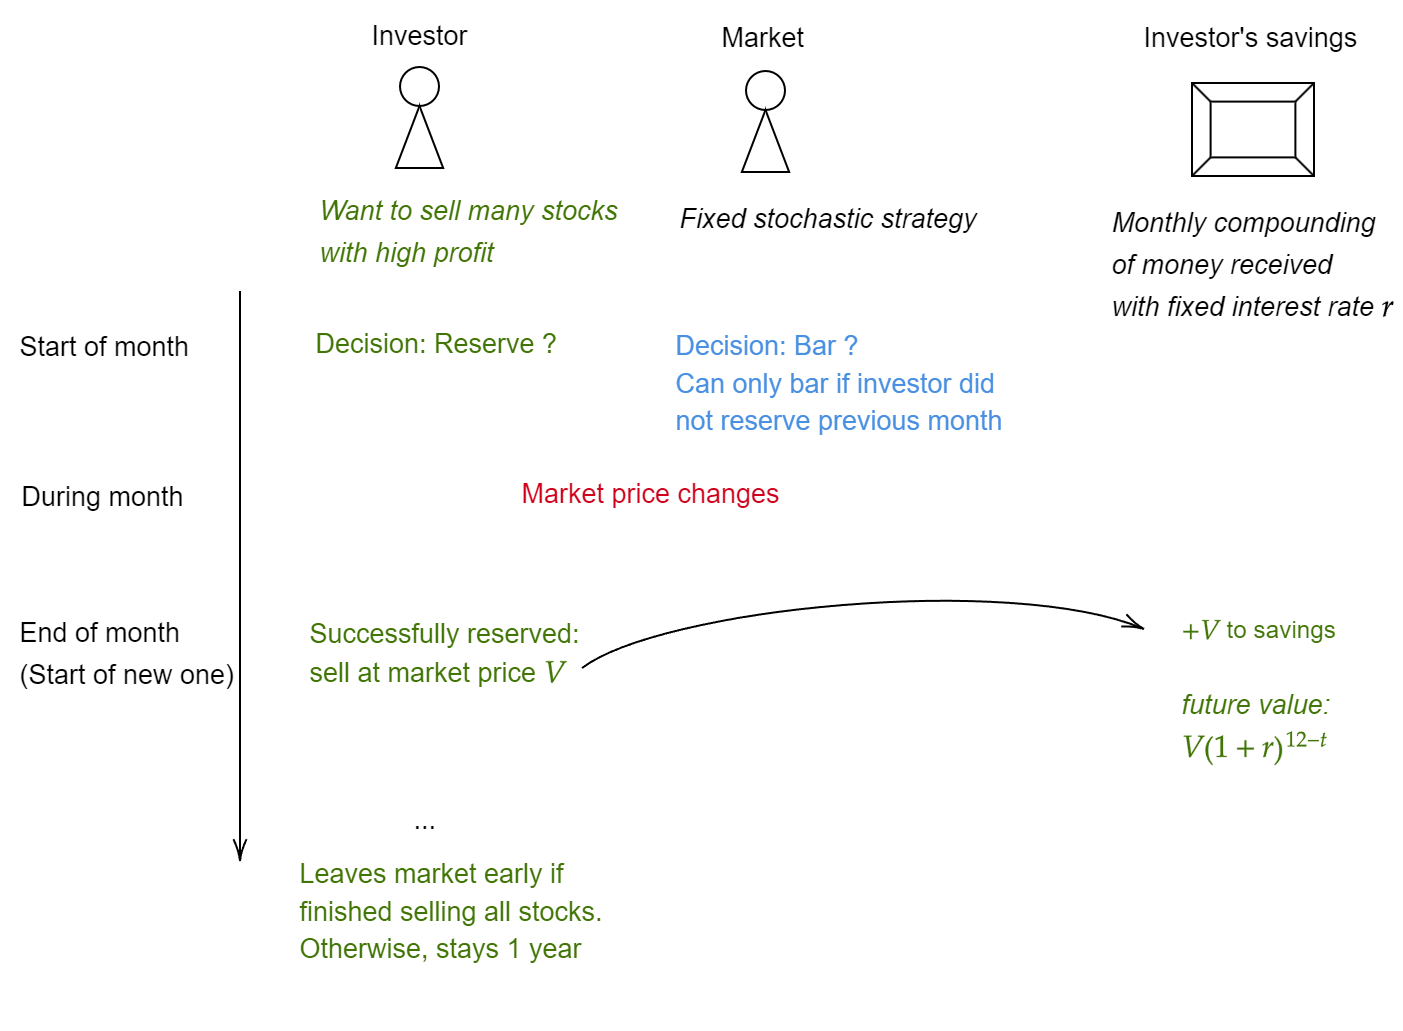 Investor
Market
Investor's savings
Want to sell many stocks
with high profit
Fixed stochastic strategy
Monthly compounding
of money received
with fixed interest rate r
Start of month
Decision: Reserve ?
Decision: Bar ?
Can only bar if investor did
not reserve previous month
During month
Market price changes
End of month
(Start of new one)
Successfully reserved:
sell at market price V
+V to savings
future value:
V(1 + r)^{12−t}
...
Leaves market early if
finished selling all stocks.
Otherwise, stays 1 year